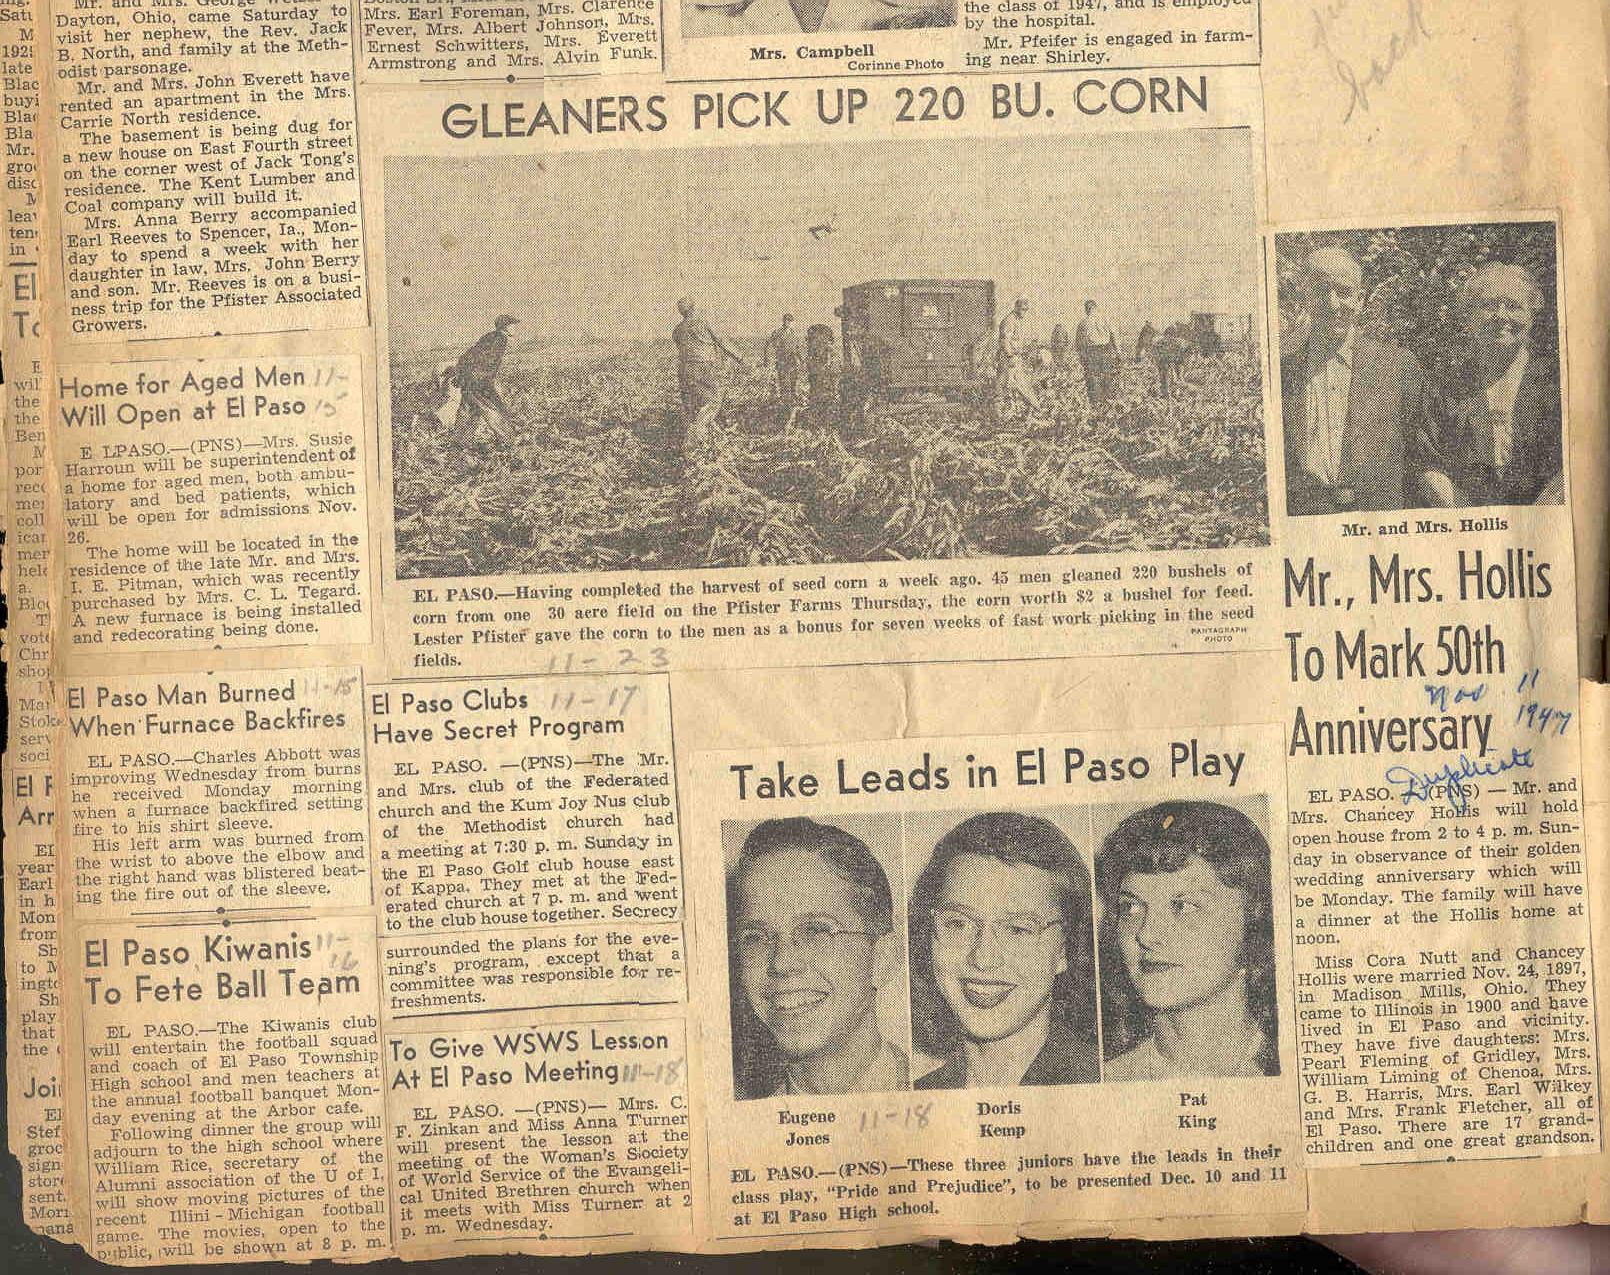 Dayton, Ohio, came Saturday to
visit her nephew, the Rev. Jack
B. North, and family at the Meth-
odist parsonage.
Mr. and Mrs. John Everett have
rented an apartment in the Mrs.
Carrie North residence.
The basement is being dug for
a new house on East Fourth street
on the corner west of Jack Tong's
residence. The Kent Lumber and
Coal company will build it.
Mrs. Anna Berry accompanied
Earl Reeves to Spencer, Ia., Mon-
day to spend a week with her
daughter in law, Mrs. John Berry
and son. Mr. Reeves is on a busi-
ness trip for the Pfister Associated
Growers.
Home for Aged Men 11-
Will Open at El Paso 15
E LPASO.—(PNS)—Mrs. Susie
Harroun will be superintendent of
a home for aged men, both ambu-
latory and bed patients, which
will be open for admissions Nov.
26.
The home will be located in the
residence of the late Mr. and Mrs.
I. E. Pitman, which was recently
purchased by Mrs. C. L. Tegard.
A new furnace is being installed
and redecorating being done.
El Paso Man Burned 11-15
When Furnace Backfires
EL PASO.—Charles Abbott was
improving Wednesday from burns
he received Monday morning
when a furnace backfired setting
fire to his shirt sleeve.
His left arm was burned from
the wrist to above the elbow and
the right hand was blistered beat-
ing the fire out of the sleeve.
El Paso Kiwanis 11-
16
To Fete Ball Team
EL PASO.—The Kiwanis club
will entertain the football squad
and coach of El Paso Township
High school and men teachers at
the annual football banquet Mon-
day evening at the Arbor cafe.
Following dinner the group will
adjourn to the high school where
William Rice, secretary of the
Alumni association of the U of I,
will show moving pictures of the
recent Illini-Michigan football
game. The movies, open to the
public, will be shown at 8 p. m.
Mrs. Earl Foreman, Mrs. Clarence
Fever, Mrs. Albert Johnson, Mrs.
Ernest Schwitters, Mrs. Everett
Armstrong and Mrs. Alvin Funk.
Mrs. Campbell
Corinne Photo
the class of 1947, and is employed
by the hospital.
Mr. Pfeifer is engaged in farm-
ing near Shirley.
GLEANERS PICK UP 220 BU. CORN
EL PASO.—Having completed the harvest of seed corn a week ago. 45 men gleaned 220 bushels of
corn from one 30 acre field on the Pfister Farms Thursday, the corn worth $2 a bushel for feed.
Lester Pfister gave the corn to the men as a bonus for seven weeks of fast work picking in the seed
fields.
PANTAGRAPH
PHOTO
11-23
El Paso Clubs 11-17
Have Secret Program
EL PASO. —(PNS)—The Mr.
and Mrs. club of the Federated
church and the Kum Joy Nus club
of the Methodist church had
a meeting at 7:30 p. m. Sunday in
the El Paso Golf club house east
of Kappa. They met at the Fed-
erated church at 7 p. m. and went
to the club house together. Secrecy
surrounded the plans for the eve-
ning's program, except that a
committee was responsible for re-
freshments.
To Give WSWS Lesson
At El Paso Meeting 11-18
EL PASO. —(PNS)— Mrs. C.
F. Zinkan and Miss Anna Turner
will present the lesson at the
meeting of the Woman's Society
of World Service of the Evangeli-
cal United Brethren church when
it meets with Miss Turner at 2
p. m. Wednesday.
Take Leads in El Paso Play
Eugene
Jones
11-18
Doris
Kemp
Pat
King
EL PASO.—(PNS)—These three juniors have the leads in their
class play, "Pride and Prejudice", to be presented Dec. 10 and 11
at El Paso High school.
Mr. and Mrs. Hollis
Mr., Mrs. Hollis
To Mark 50th
Anniversary
Nov 11
1947
Duplicate
EL PASO. —(PNS) — Mr. and
Mrs. Chancey Hollis will hold
open house from 2 to 4 p. m. Sun-
day in observance of their golden
wedding anniversary which will
be Monday. The family will have
a dinner at the Hollis home at
noon.
Miss Cora Nutt and Chancey
Hollis were married Nov. 24, 1897,
in Madison Mills, Ohio. They
came to Illinois in 1900 and have
lived in El Paso and vicinity.
They have five daughters: Mrs.
Pearl Fleming of Gridley, Mrs.
William Liming of Chenoa, Mrs.
G. B. Harris, Mrs. Earl Wilkey
and Mrs. Frank Fletcher, all of
El Paso. There are 17 grand-
children and one great grandson.